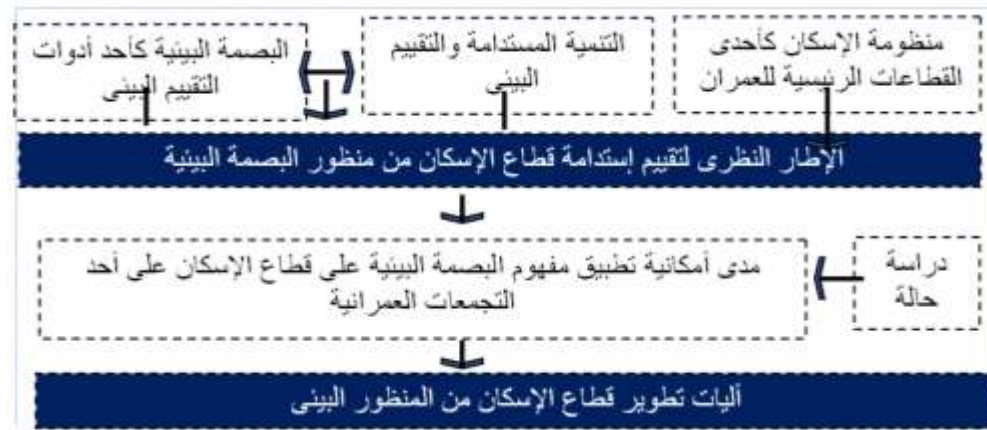 منظومة الإسكان كأحدى
القطاعات الرئيسية للعمران
التنمية المستدامة والتقييم
البيئى
البصمة البيئية كأحد أدوات
التقييم البيئى
الإطار النظرى لتقييم إستدامة قطاع الإسكان من منظور البصمة البيئية
دراسة
حالة
مدى أمكانية تطبيق مفهوم البصمة البيئية على قطاع الإسكان على أحد
التجمعات العمرانية
أليات تطوير قطاع الإسكان من المنظور البيئى